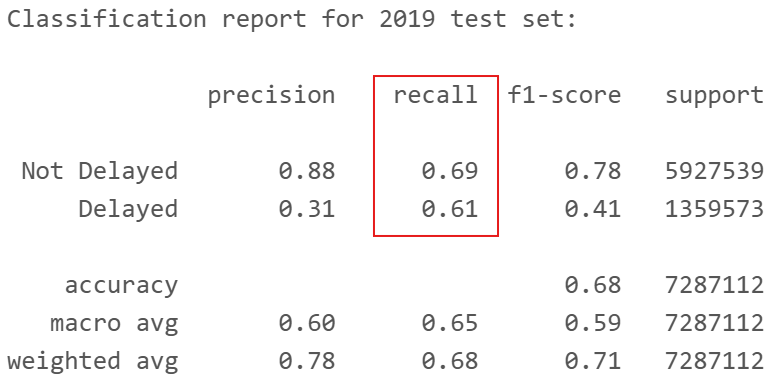 Classification report for 2019 test set:
precision recall f1-score support
Not Delayed 0.88 0.69 0.78 5927539
Delayed 0.31 0.61 0.41 1359573
accuracy 0.68 7287112
macro avg 0.60 0.65 0.59 7287112
weighted avg 0.78 0.68 0.71 7287112